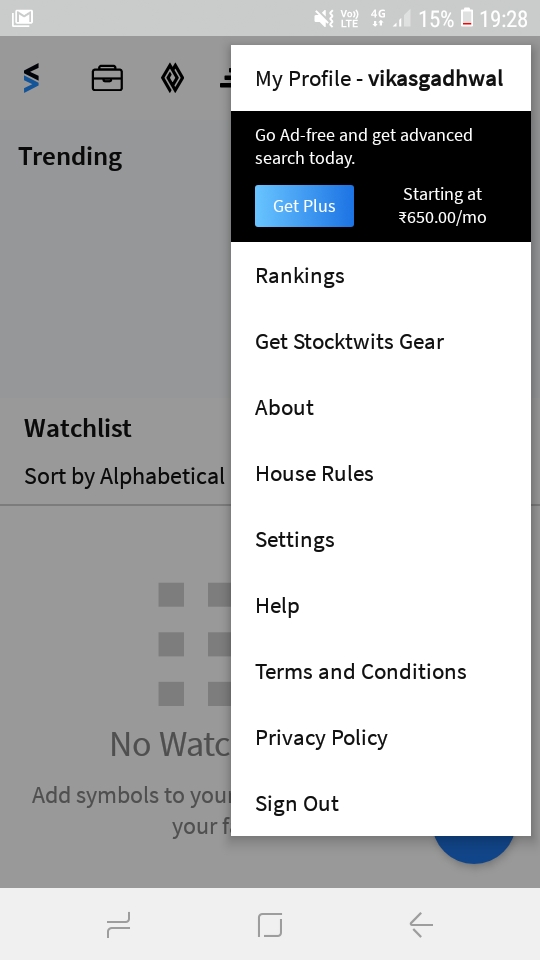 Vo))
LTE
4G
15%
19:28
My Profile - vikasgadhwal
Go Ad-free and get advanced
search today.
Get Plus
Starting at
₹650.00/mo
Trending
Rankings
Get Stocktwits Gear
About
Watchlist
House Rules
Sort by Alphabetical
Settings
Help
Terms and Conditions
No Watc
Privacy Policy
Add symbols to your
Sign Out
your f